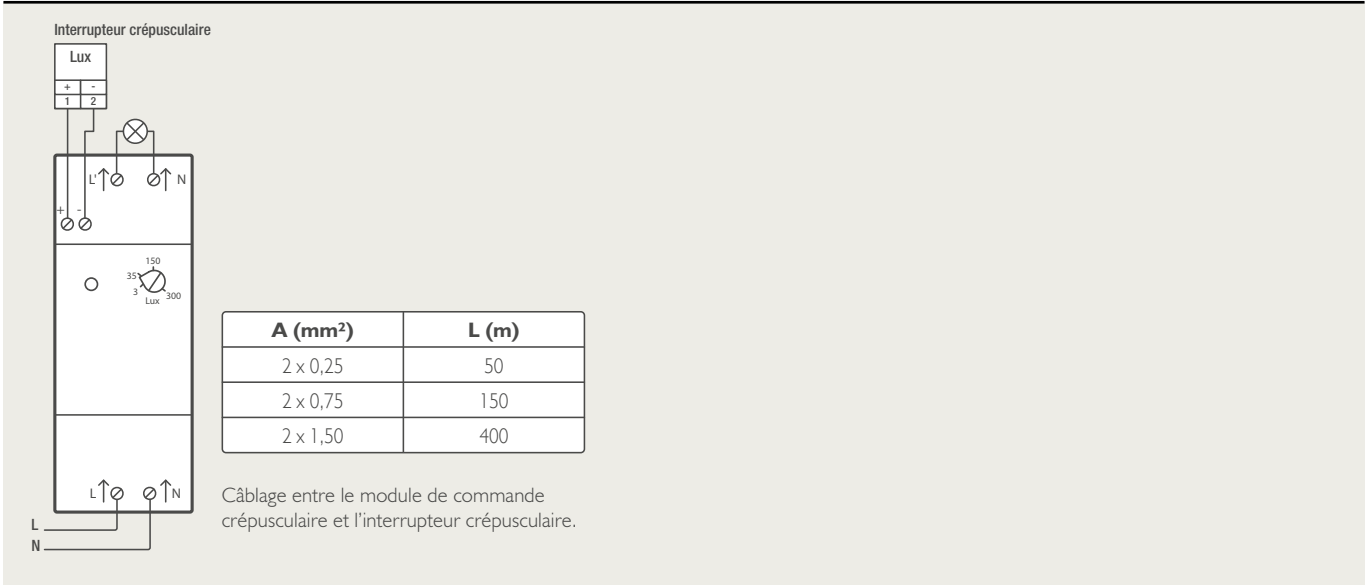 Interrupteur crépusculaire
Lux
+ -
1 2
L' N
+ -
150
35
3 300
Lux
A (mm²) L (m)
2 x 0,25 50
2 x 0,75 150
2 x 1,50 400
L N
Câblage entre le module de commande
crépusculaire et l’interrupteur crépusculaire.
L
N